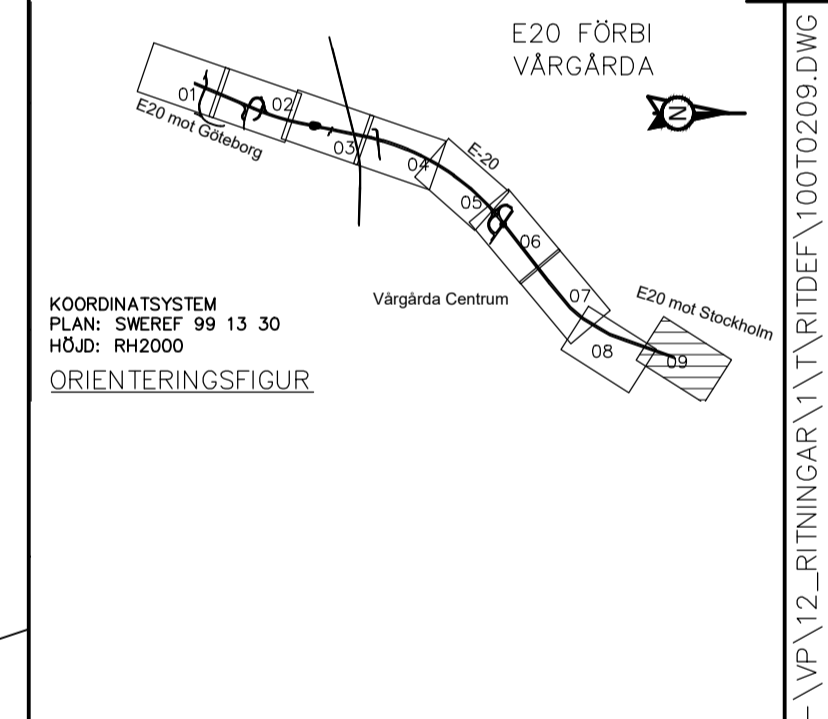 E20 FÖRBI
VÅRGÅRDA
N
01
02
03
04
05
06
07
08
09
E20 mot Göteborg
E-20
Vårgårda Centrum
E20 mot Stockholm
KOORDINATSYSTEM
PLAN: SWEREF 99 13 30
HÖJD: RH2000
ORIENTERINGSFIGUR
\VP\12_RITNINGAR\1\T\RITDEF\100T0209.DWG